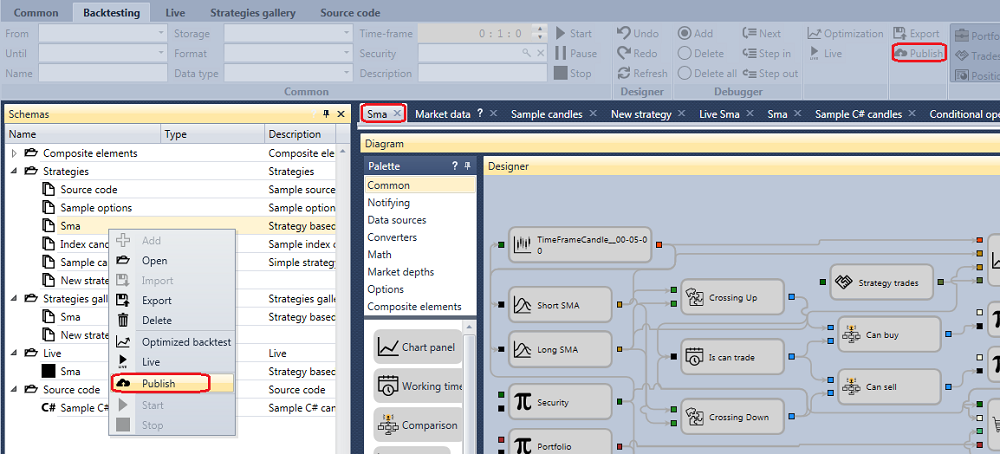 Common Backtesting Live Strategies gallery Source code
From Storage Time-frame 0 : 1 : 0 Start Undo Add Next Optimization Export Portfo
Until Format Security Pause Redo Delete Step in Live Publish Trades
Name Data type Description Stop Refresh Delete all Step out Positio
Common Designer Debugger
Schemas
Name Type Description
Composite elements Composite ele
Strategies Strategies
Source code Sample source
Sample options Sample option
Sma Strategy based
Index cand Sample index c
Sample ca Simple strategy
New strate
Strategies gall Strategies galle
Sma Strategy based
New strate
Live Live
Sma Strategy based
Source code Source code
C# Sample C# Sample C# can
Add
Open
Import
Export
Delete
Optimized backtest
Live
Publish
Start
Stop
Sma Market data ? Sample candles New strategy Live Sma Sma Sample C# candles Conditional ope
Diagram
Palette ?
Common
Notifying
Data sources
Converters
Math
Market depths
Options
Composite elements
Chart panel
Working time
Comparison
Designer
TimeFrameCandle__00-05-0
0
Short SMA
Long SMA
Security
Portfolio
Crossing Up
Is can trade
Crossing Down
Strategy trades
Can buy
Can sell